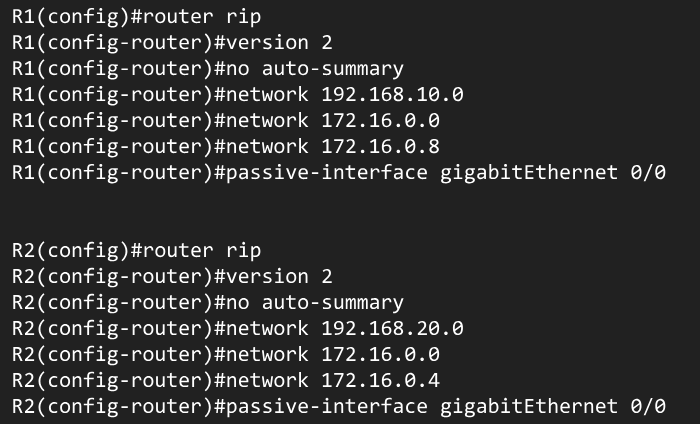 R1(config)#router rip
R1(config-router)#version 2
R1(config-router)#no auto-summary
R1(config-router)#network 192.168.10.0
R1(config-router)#network 172.16.0.0
R1(config-router)#network 172.16.0.8
R1(config-router)#passive-interface gigabitEthernet 0/0
R2(config)#router rip
R2(config-router)#version 2
R2(config-router)#no auto-summary
R2(config-router)#network 192.168.20.0
R2(config-router)#network 172.16.0.0
R2(config-router)#network 172.16.0.4
R2(config-router)#passive-interface gigabitEthernet 0/0